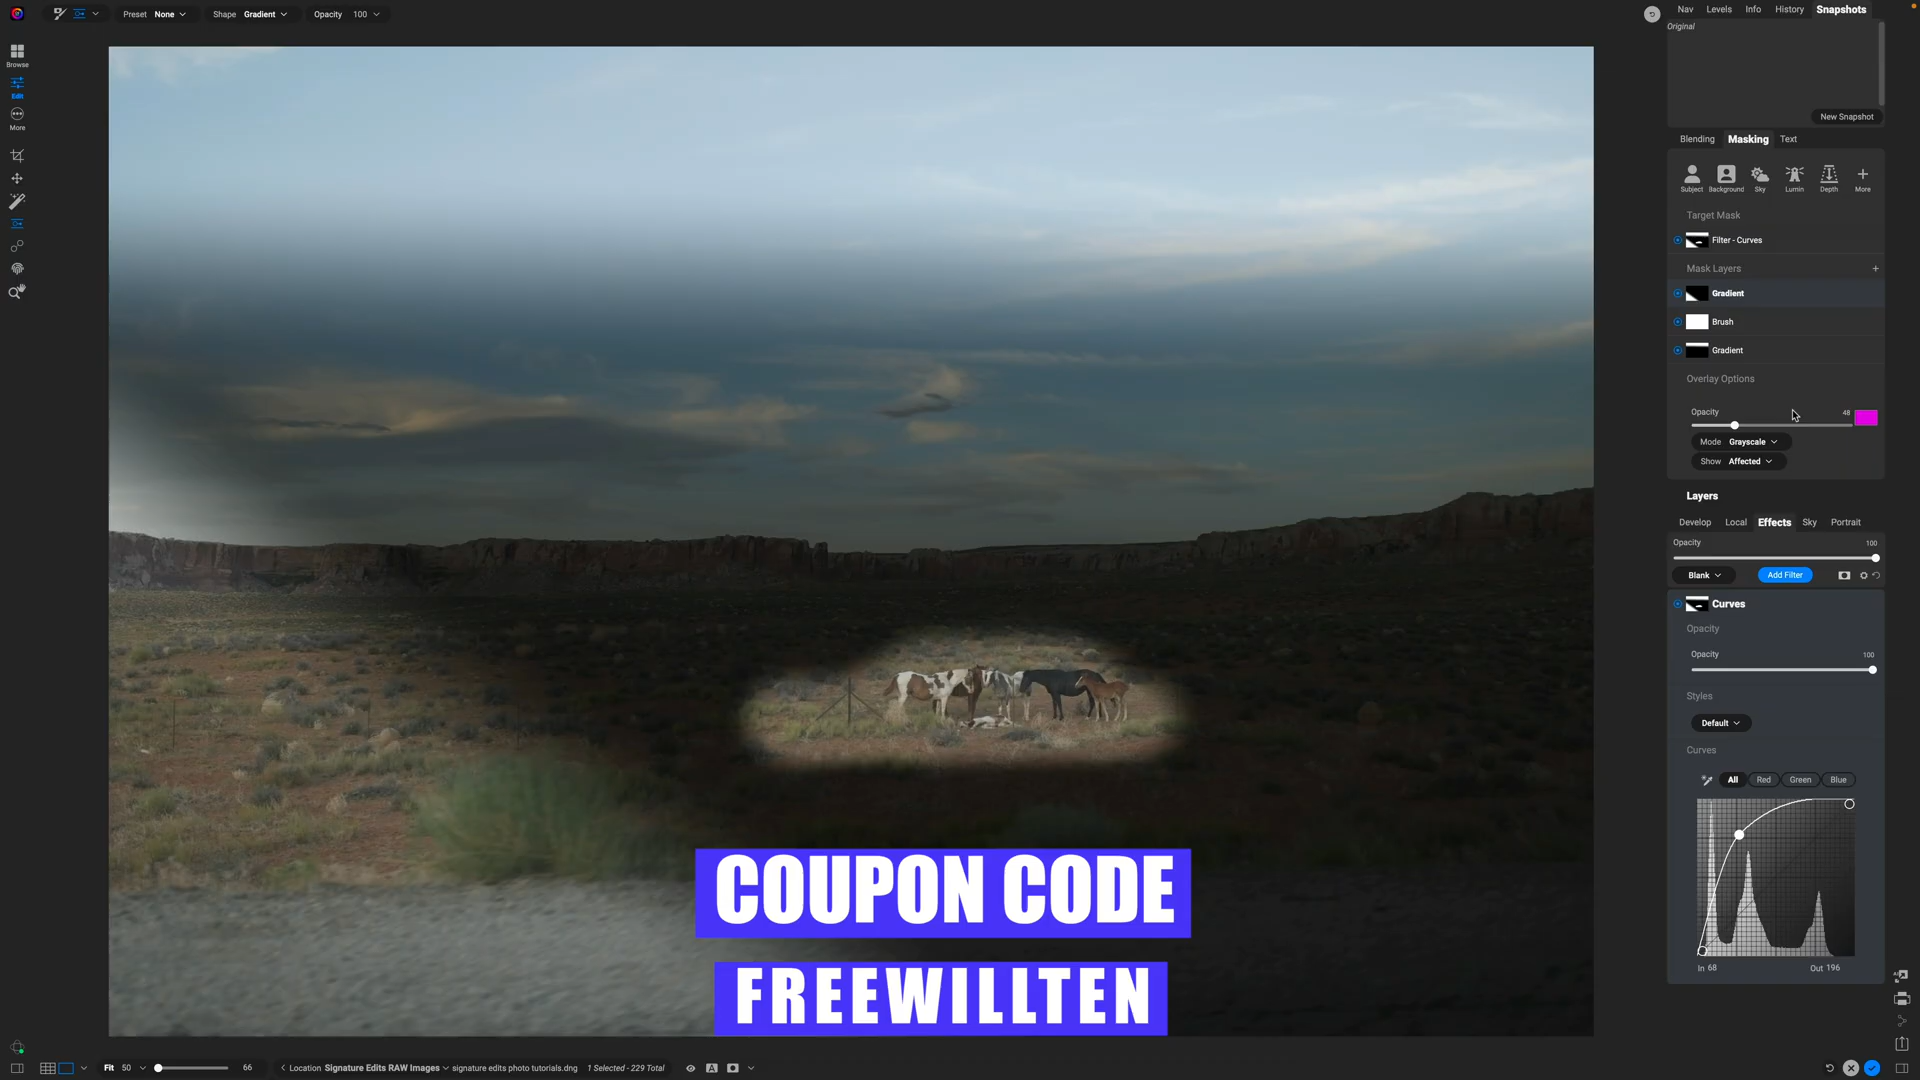 Preset None
Shape Gradient
Opacity 100
Nav Levels Info History Snapshots
Original
New Snapshot
Browse
Edit
More
Blending Masking Text
Subject Background Sky Lumin Depth More
Target Mask
Filter - Curves
Mask Layers +
Gradient
Brush
Gradient
Overlay Options
Opacity 48
Mode Grayscale
Show Affected
Layers
Develop Local Effects Sky Portrait
Opacity 100
Blank Add Filter
Curves
Opacity
Opacity 100
Styles
Default
Curves
All Red Green Blue
In 68 Out 196
COUPON CODE
FREEWILLTEN
Fit 50 66 Location Signature Edits RAW Images signature edits photo tutorials.dng 1 Selected - 229 Total A